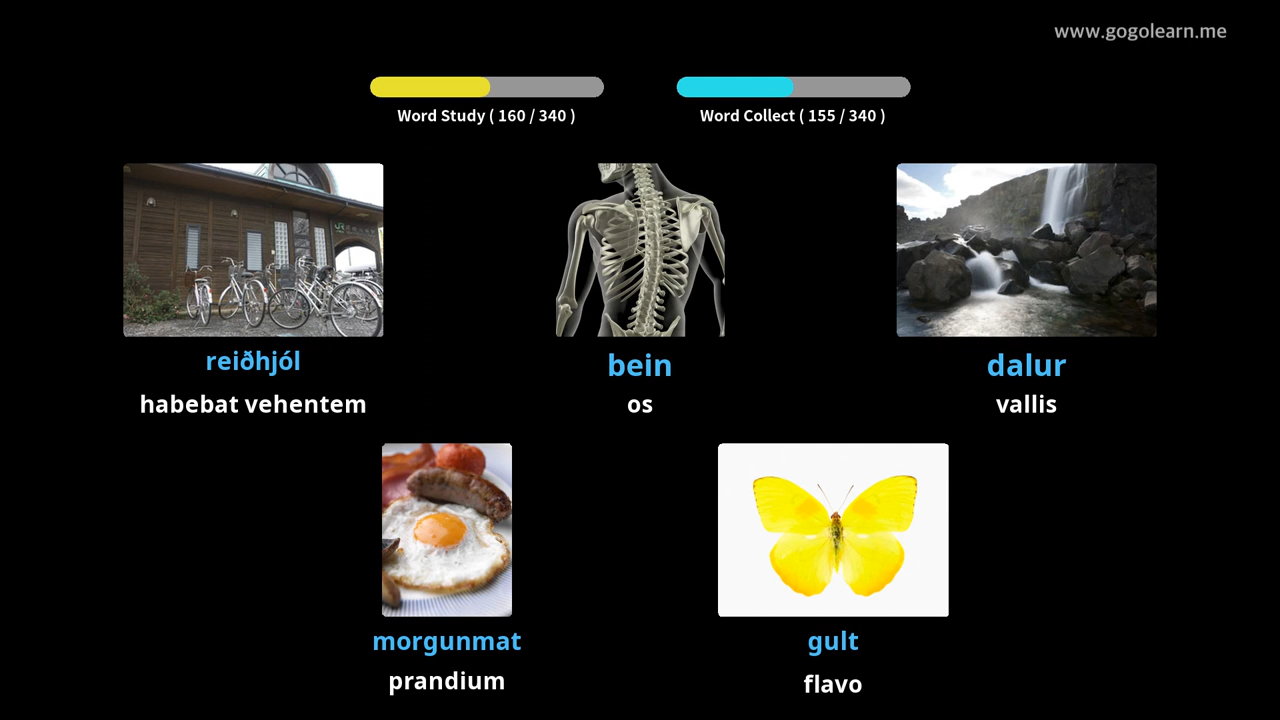 www.gogolearn.me
Word Study ( 160 / 340 )
Word Collect ( 155 / 340 )
JR
reiðhjól
bein
dalur
habebat vehentem
os
vallis
morgunmat
gult
prandium
flavo